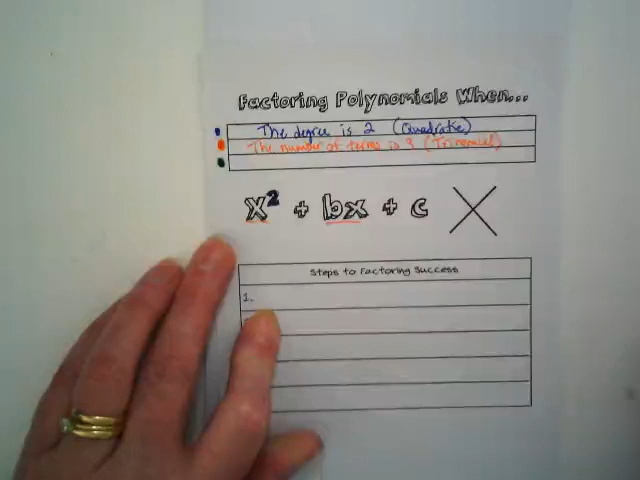 Factoring Polynomials When...
The degree is 2 (Quadratic)
The number of terms is 3 (Trinomial)
x² + bx + c
Steps to Factoring Success
1.